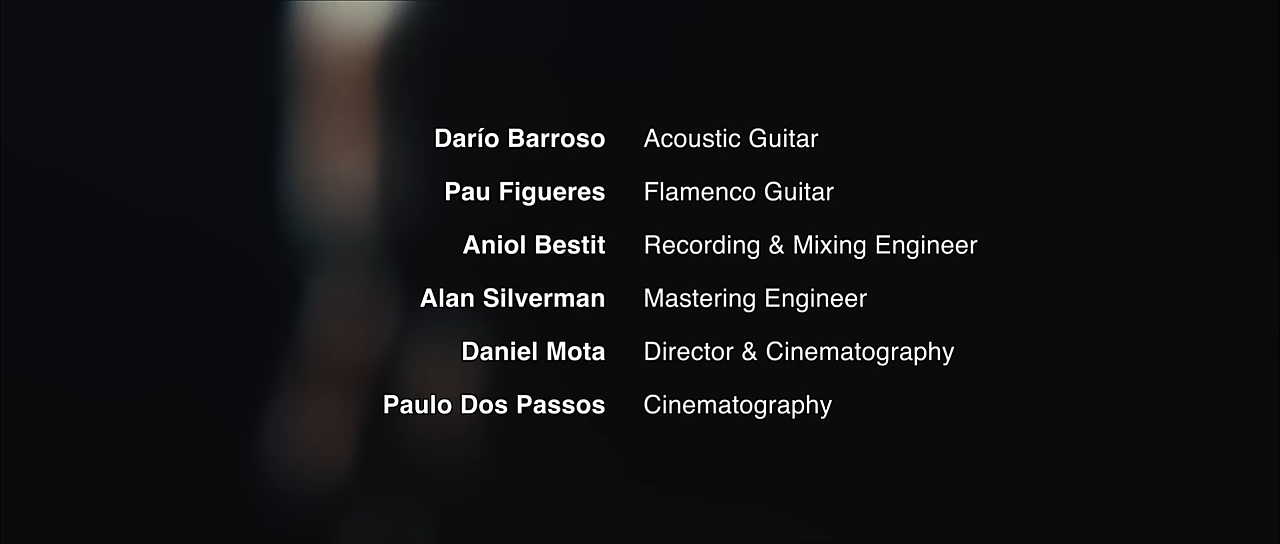 Darío Barroso Acoustic Guitar
Pau Figueres Flamenco Guitar
Aniol Bestit Recording & Mixing Engineer
Alan Silverman Mastering Engineer
Daniel Mota Director & Cinematography
Paulo Dos Passos Cinematography